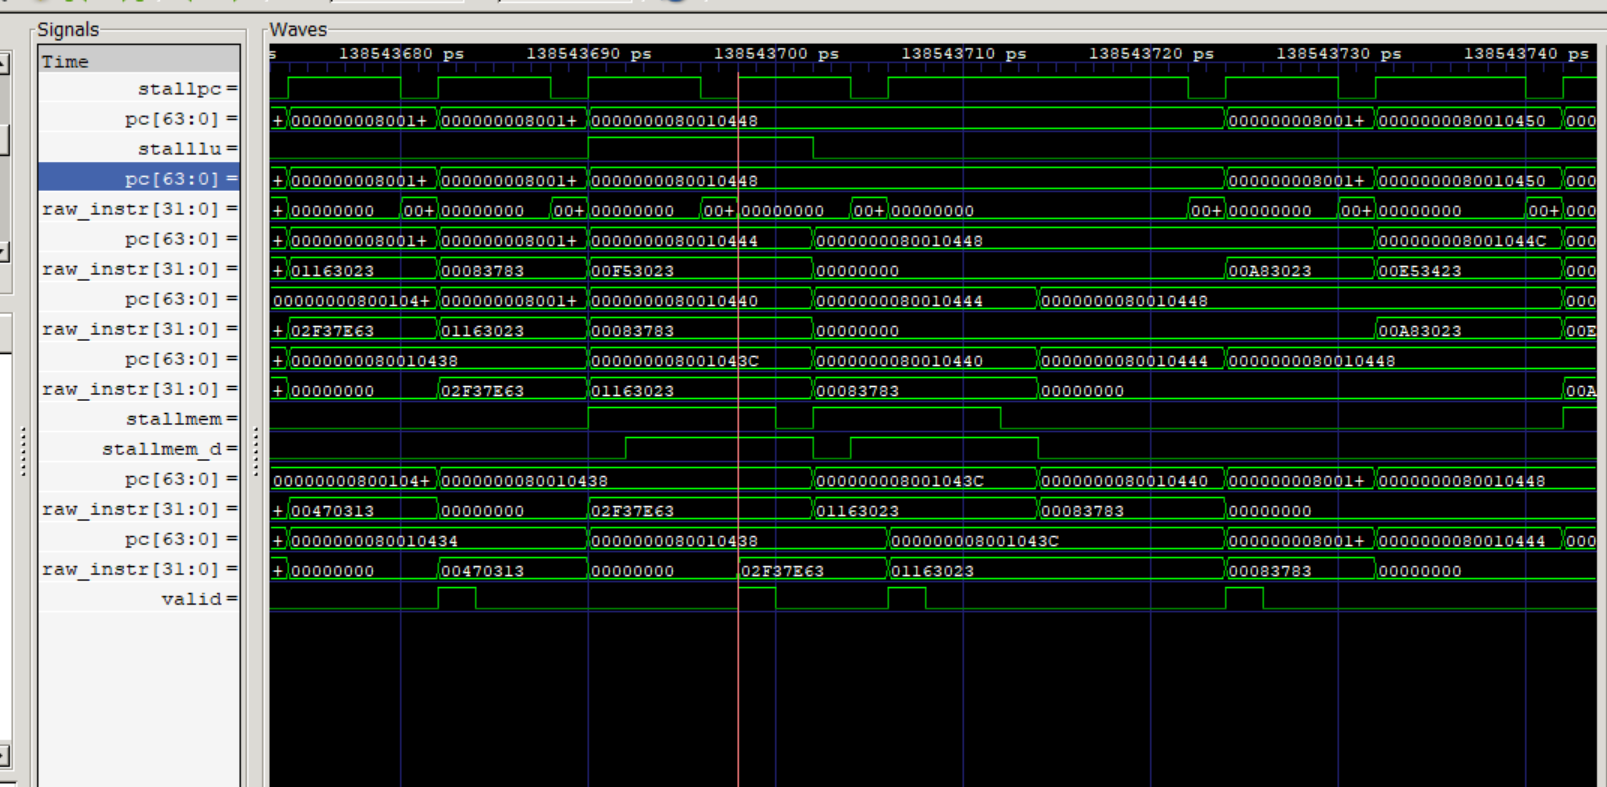 Signals
Waves
Time
s 138543680 ps 138543690 ps 138543700 ps 138543710 ps 138543720 ps 138543730 ps 138543740 ps
stallpc=
pc[63:0]= + 000000008001+ 000000008001+ 0000000080010448 000000008001+ 0000000080010450 000
stalllu=
pc[63:0]= + 000000008001+ 000000008001+ 0000000080010448 000000008001+ 0000000080010450 000
raw_instr[31:0]= + 00000000 00+ 00000000 00+ 00000000 00+ 00000000 00+ 00000000 00+ 00000000 00+ 00000000 00+ 000
pc[63:0]= + 000000008001+ 000000008001+ 0000000080010444 0000000080010448 000000008001044C 000
raw_instr[31:0]= + 01163023 00083783 00F53023 00000000 00A83023 00E53423 000
pc[63:0]= 00000000800104+ 000000008001+ 0000000080010440 0000000080010444 0000000080010448 000
raw_instr[31:0]= + 02F37E63 01163023 00083783 00000000 00A83023 00E
pc[63:0]= + 0000000080010438 000000008001043C 0000000080010440 0000000080010444 0000000080010448
raw_instr[31:0]= + 00000000 02F37E63 01163023 00083783 00000000 00A
stallmem=
stallmem_d=
pc[63:0]= 00000000800104+ 0000000080010438 000000008001043C 0000000080010440 000000008001+ 0000000080010448
raw_instr[31:0]= + 00470313 00000000 02F37E63 01163023 00083783 00000000
pc[63:0]= + 0000000080010434 0000000080010438 000000008001043C 000000008001+ 0000000080010444 000
raw_instr[31:0]= + 00000000 00470313 00000000 02F37E63 01163023 00083783 00000000
valid=